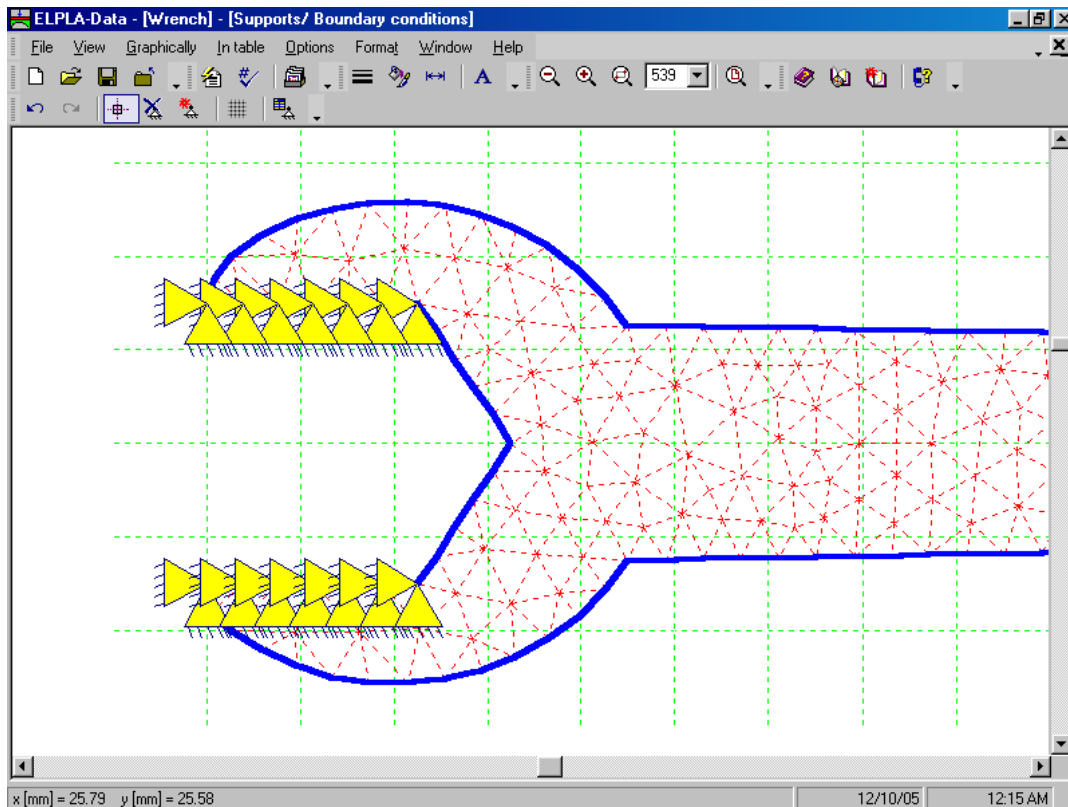 ELPLA-Data - [Wrench] - [Supports/ Boundary conditions]
File View Graphically In table Options Format Window Help
A 539
x [mm] = 25.79 y [mm] = 25.58 12/10/05 12:15 AM